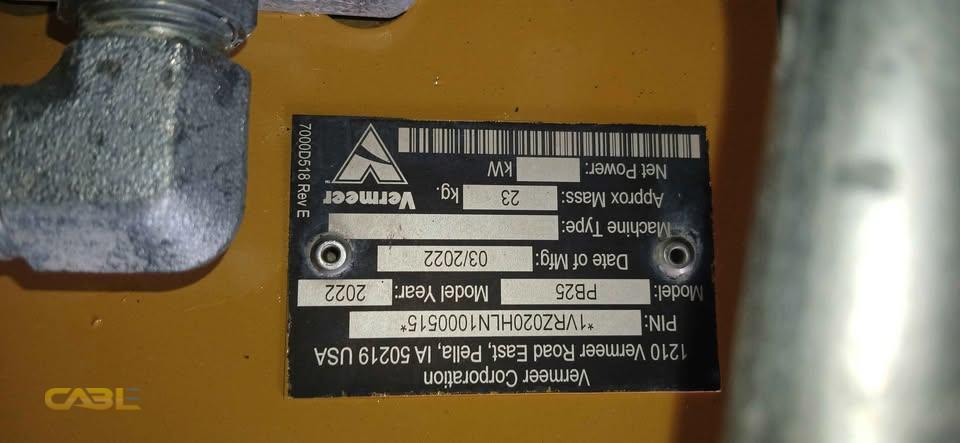 Vermeer Corporation
1210 Vermeer Road East, Pella, IA 50219 USA
PIN: *1VRZ020HLN1000515*
Model: PB25 Model Year: 2022
Date of Mfg: 03/2022
Machine Type:
Approx Mass: 23 kg.
Net Power: kW
Vermeer
7000D518 Rev E
CABLE